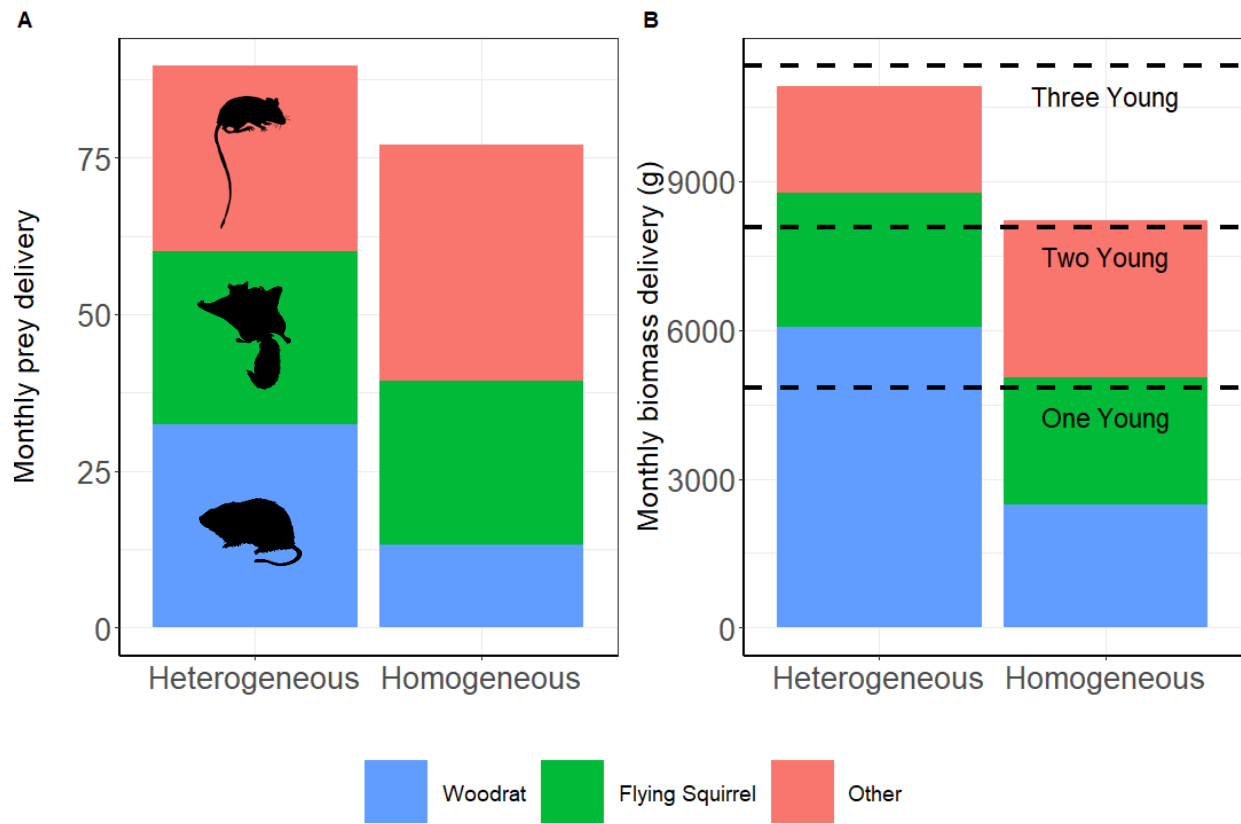 A
Monthly prey delivery
75
50
25
0
Heterogeneous Homogeneous
B
Monthly biomass delivery (g)
9000
6000
3000
0
Three Young
Two Young
One Young
Heterogeneous Homogeneous
Woodrat Flying Squirrel Other